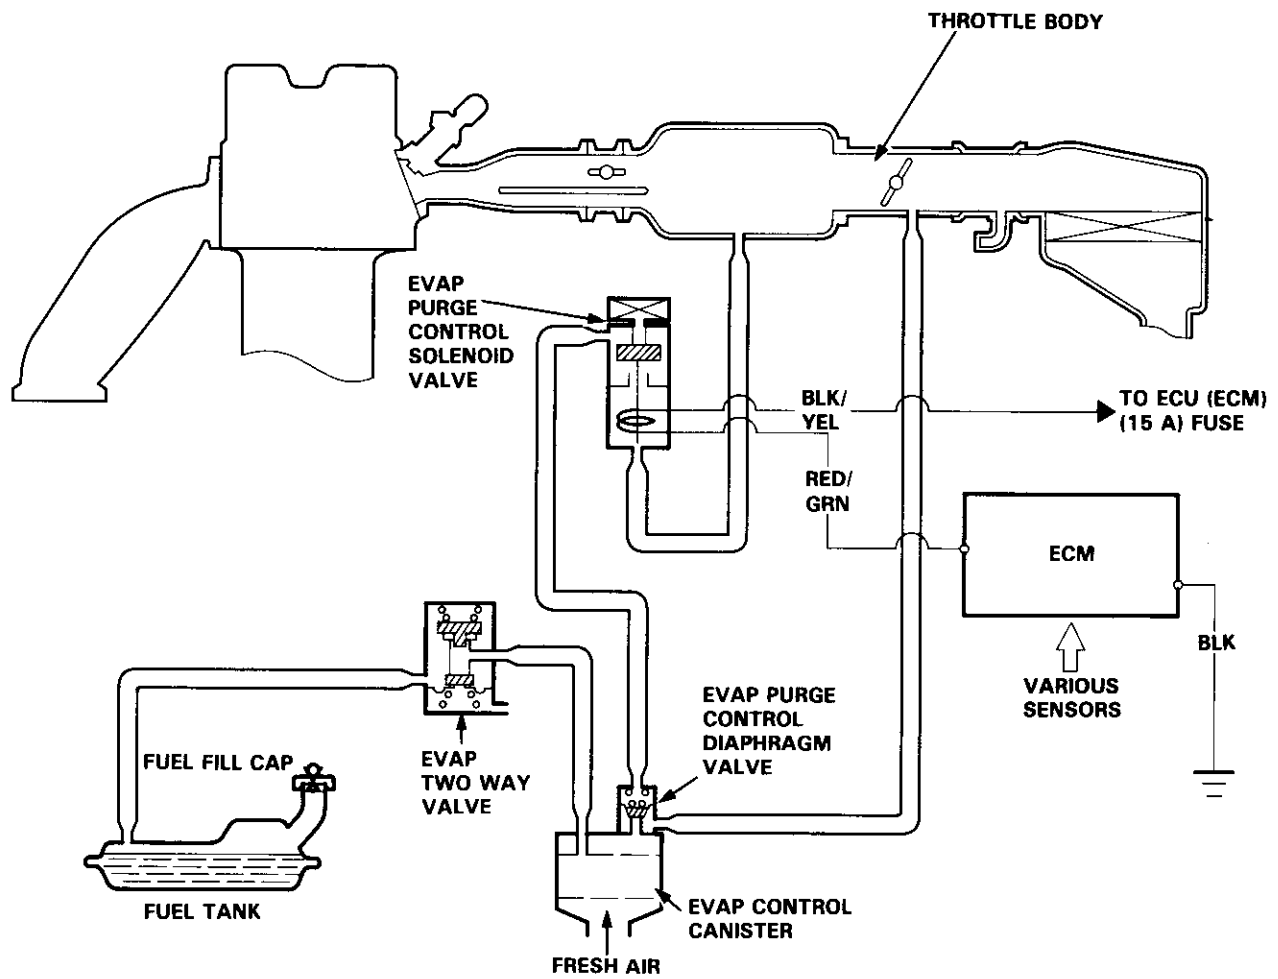 THROTTLE BODY
EVAP
PURGE
CONTROL
SOLENOID
VALVE
BLK/
YEL
TO ECU (ECM)
(15 A) FUSE
RED/
GRN
ECM
BLK
VARIOUS
SENSORS
EVAP PURGE
CONTROL
DIAPHRAGM
VALVE
FUEL FILL CAP
EVAP
TWO WAY
VALVE
FUEL TANK
EVAP CONTROL
CANISTER
FRESH AIR